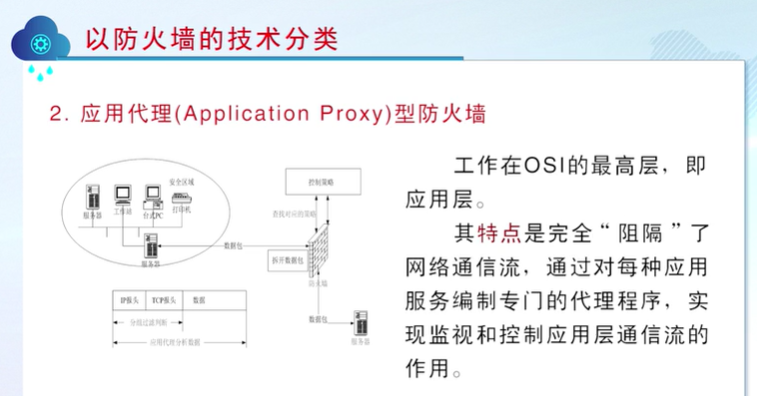 以防火墙的技术分类
2. 应用代理(Application Proxy)型防火墙
安全区域
服务器
工作站
台式PC
打印机
服务器
数据包
控制策略
查找对应的策略
拆开数据包
防火墙
数据包
服务器
IP报头
TCP报头
数据
分组过滤判断
应用代理分析数据
工作在OSI的最高层，即
应用层。
其特点是完全“阻隔”了
网络通信流，通过对每种应用
服务编制专门的代理程序，实
现监视和控制应用层通信流的
作用。